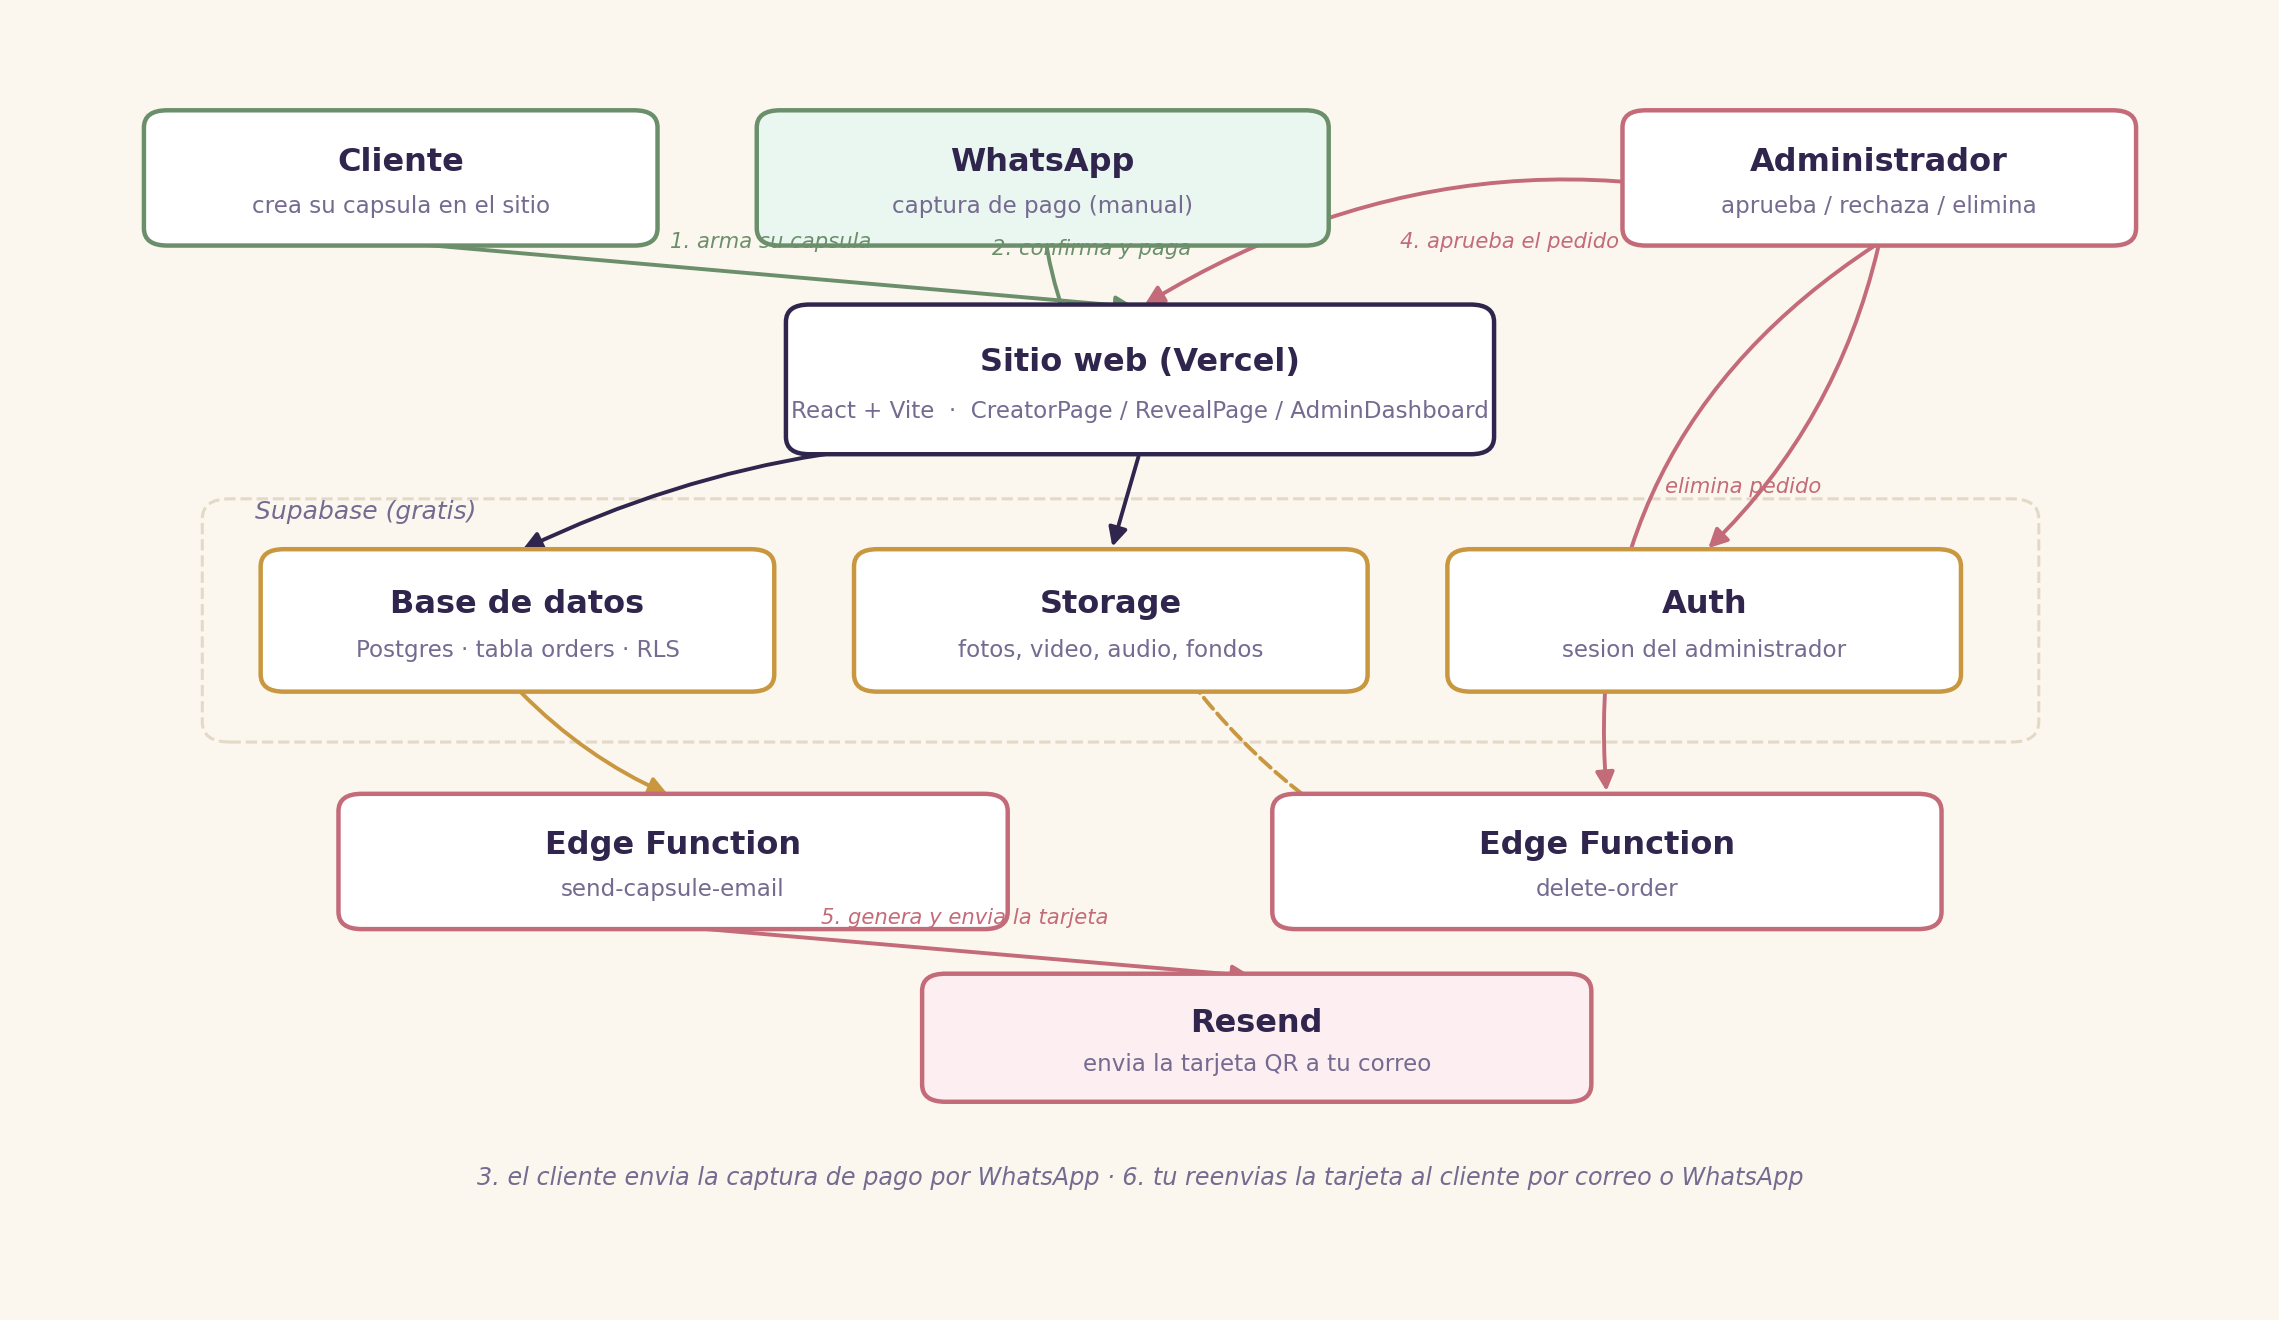 Cliente
crea su capsula en el sitio
WhatsApp
captura de pago (manual)
Administrador
aprueba / rechaza / elimina
1. arma su capsula
2. confirma y paga
4. aprueba el pedido
Sitio web (Vercel)
React + Vite · CreatorPage / RevealPage / AdminDashboard
elimina pedido
Supabase (gratis)
Base de datos
Postgres · tabla orders · RLS
Storage
fotos, video, audio, fondos
Auth
sesion del administrador
Edge Function
send-capsule-email
Edge Function
delete-order
5. genera y envia la tarjeta
Resend
envia la tarjeta QR a tu correo
3. el cliente envia la captura de pago por WhatsApp · 6. tu reenvias la tarjeta al cliente por correo o WhatsApp